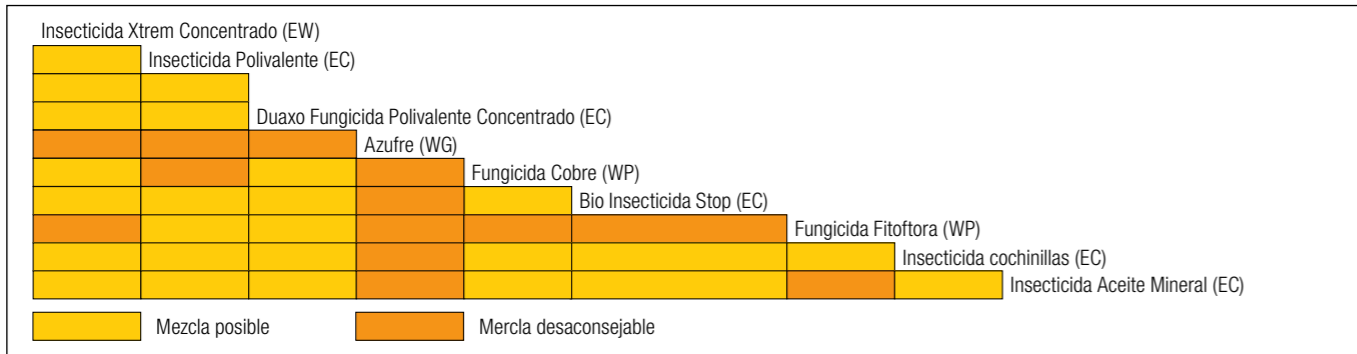 Insecticida Xtrem Concentrado (EW)
Insecticida Polivalente (EC)
Duaxo Fungicida Polivalente Concentrado (EC)
Azufre (WG)
Fungicida Cobre (WP)
Bio Insecticida Stop (EC)
Fungicida Fitoftora (WP)
Insecticida cochinillas (EC)
Insecticida Aceite Mineral (EC)
Mezcla posible
Mercla desaconsejable